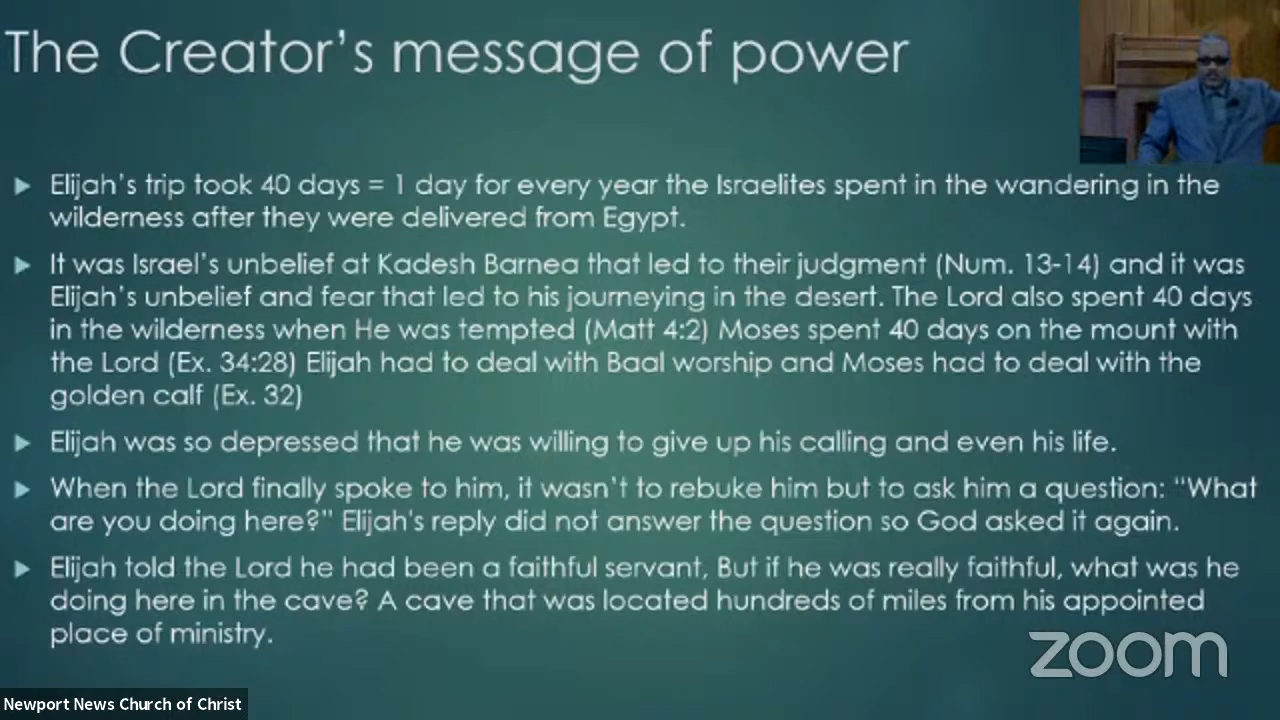 The Creator's message of power
Elijah's trip took 40 days = 1 day for every year the Israelites spent in the wandering in the
wilderness after they were delivered from Egypt.
It was Israel's unbelief at Kadesh Barnea that led to their judgment (Num. 13-14) and it was
Elijah's unbelief and fear that led to his journeying in the desert. The Lord also spent 40 days
in the wilderness when He was tempted (Matt 4:2) Moses spent 40 days on the mount with
the Lord (Ex. 34:28) Elijah had to deal with Baal worship and Moses had to deal with the
golden calf (Ex. 32)
Elijah was so depressed that he was willing to give up his calling and even his life.
When the Lord finally spoke to him, it wasn't to rebuke him but to ask him a question: "What
are you doing here?" Elijah's reply did not answer the question so God asked it again.
Elijah told the Lord he had been a faithful servant, But if he was really faithful, what was he
doing here in the cave? A cave that was located hundreds of miles from his appointed
place of ministry.
zoom
Newport News Church of Christ